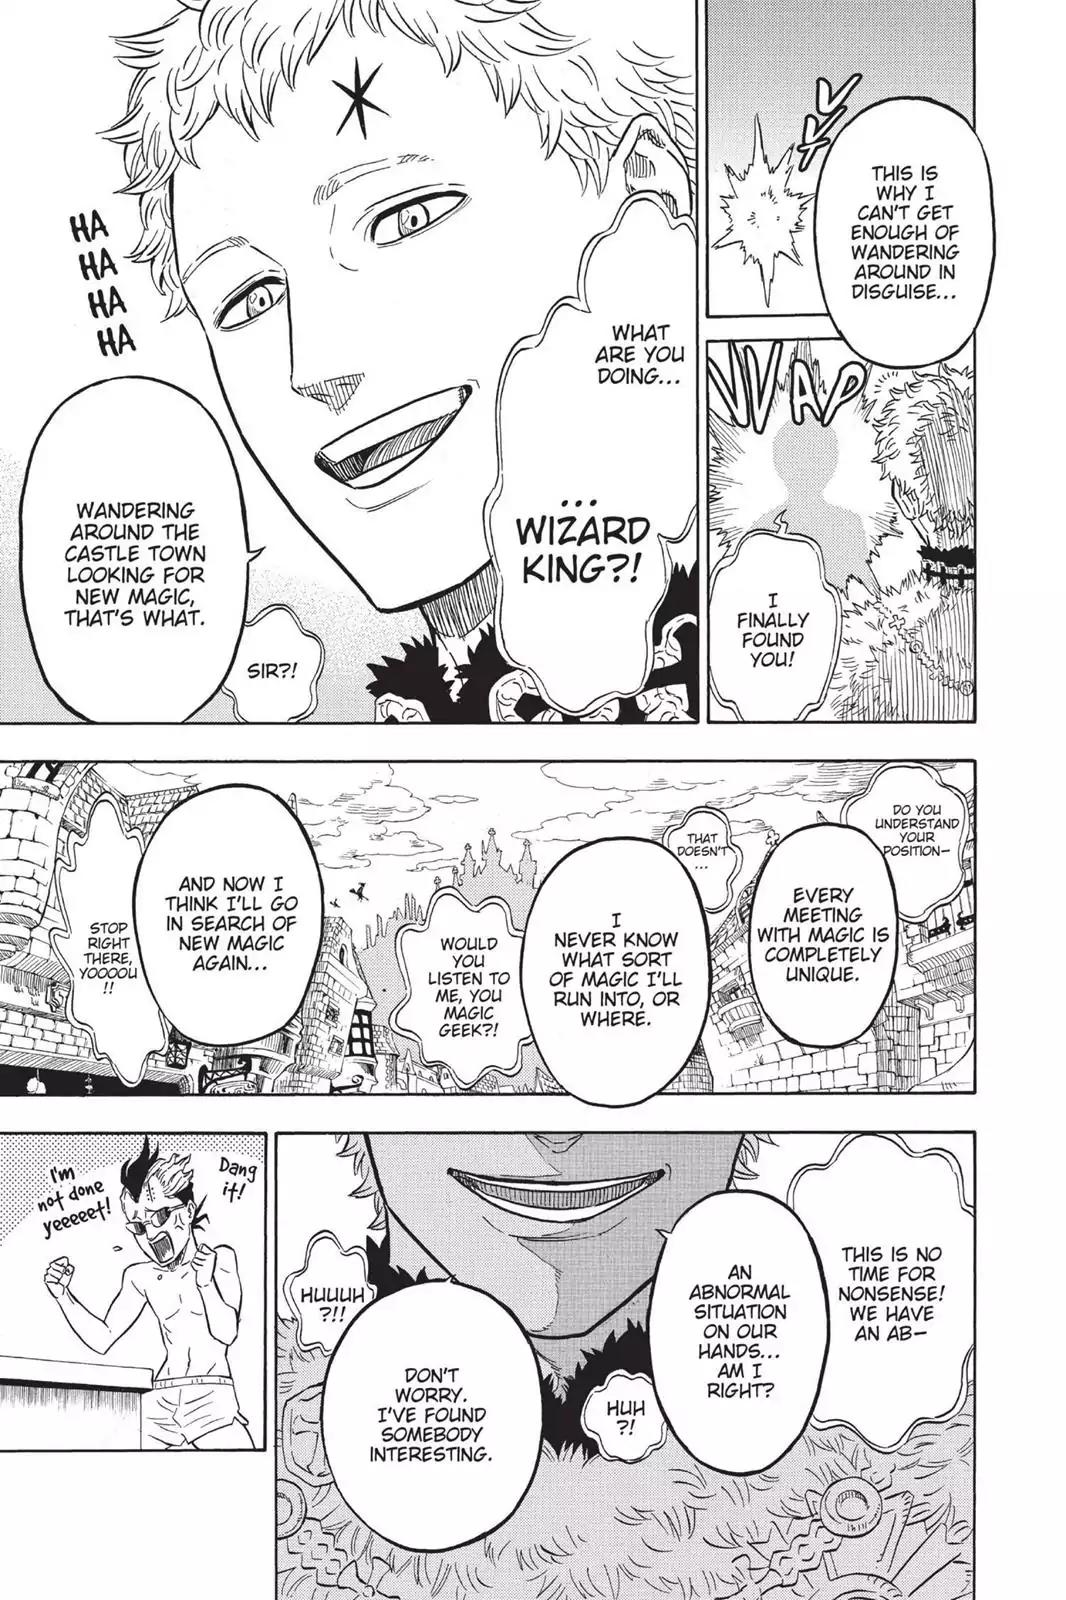 THIS IS
WHY I
CAN'T GET
ENOUGH OF
WANDERING
AROUND IN
DISGUISE...
VVAP
I
FINALLY
FOUND
YOU!
WHAT
ARE YOU
DOING...
...
WIZARD
KING?!
HA
HA
HA
HA
WANDERING
AROUND THE
CASTLE TOWN
LOOKING FOR
NEW MAGIC,
THAT'S WHAT.
SIR?!
DO YOU
UNDERSTAND
YOUR
POSITION–
EVERY
MEETING
WITH MAGIC IS
COMPLETELY
UNIQUE.
THAT
DOESN'T
...
I
NEVER KNOW
WHAT SORT
OF MAGIC I'LL
RUN INTO, OR
WHERE.
WOULD
YOU
LISTEN TO
ME, YOU
MAGIC
GEEK?!
AND NOW I
THINK I'LL GO
IN SEARCH OF
NEW MAGIC
AGAIN...
STOP
RIGHT
THERE,
YOOOOU
!!
THIS IS NO
TIME FOR
NONSENSE!
WE HAVE
AN AB–
AN
ABNORMAL
SITUATION
ON OUR
HANDS...
AM I
RIGHT?
HUH
?!
DON'T
WORRY.
I'VE FOUND
SOMEBODY
INTERESTING.
HUUUH
?!!
Dang
it!
I'm
not done
yeeeeet!